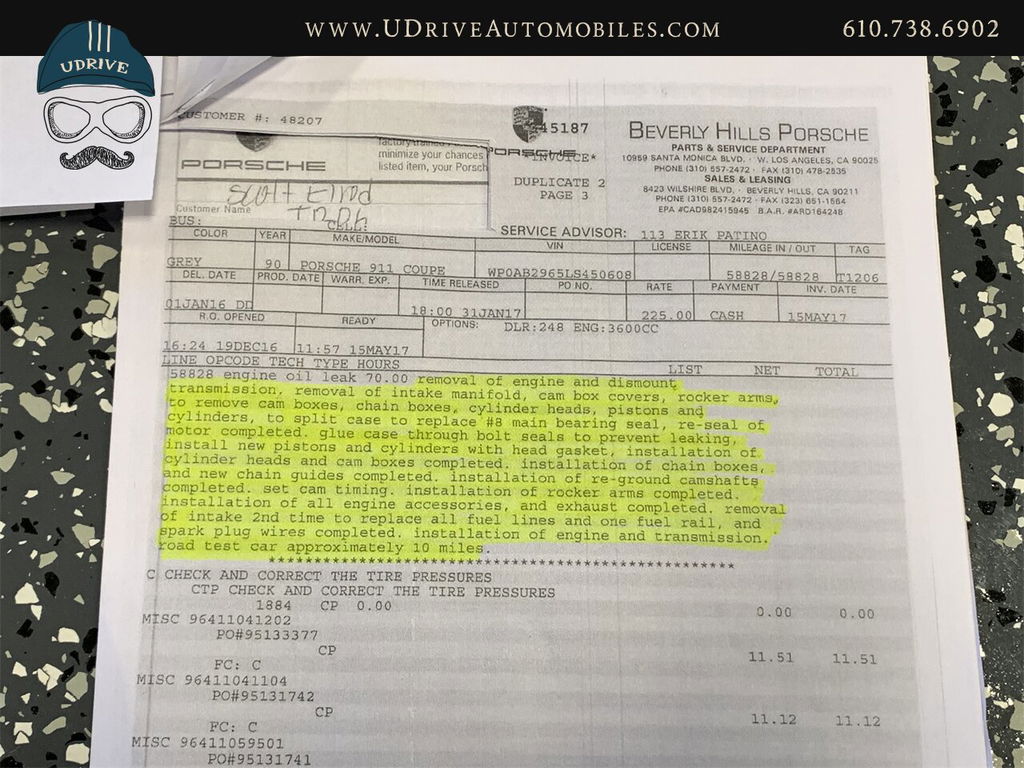 www.UDriveAutomobiles.com
610.738.6902
UDRIVE
CUSTOMER #: 48207
45187
BEVERLY HILLS PORSCHE
PARTS & SERVICE DEPARTMENT
10959 SANTA MONICA BLVD. · W. LOS ANGELES, CA 90025
PHONE (310) 557-2472 · FAX (310) 478-2535
SALES & LEASING
8423 WILSHIRE BLVD. · BEVERLY HILLS, CA 90211
PHONE (310) 557-2472 · FAX (323) 651-1564
EPA #CAD982415945 B.A.R. #ARD164248
factory-trained
minimize your chances
listed item, your Porsch
PORSCHE
PORSCHE
*INVOICE*
DUPLICATE 2
PAGE 3
Customer Name
BUS:
CELL:
SERVICE ADVISOR: 113 ERIK PATINO
COLOR YEAR MAKE/MODEL VIN LICENSE MILEAGE IN / OUT TAG
GREY 90 PORSCHE 911 COUPE WP0AB2965LS450608 58828/58828 T1206
DEL. DATE PROD. DATE WARR. EXP. TIME RELEASED PO NO. RATE PAYMENT INV. DATE
01JAN16 DD 18:00 31JAN17 225.00 CASH 15MAY17
R.O. OPENED READY OPTIONS: DLR:248 ENG:3600CC
16:24 19DEC16 11:57 15MAY17
LINE OPCODE TECH TYPE HOURS LIST NET TOTAL
58828 engine oil leak 70.00 removal of engine and dismount
transmission, removal of intake manifold, cam box covers, rocker arms,
to remove cam boxes, chain boxes, cylinder heads, pistons and
cylinders, to split case to replace #8 main bearing seal, re-seal of
motor completed. glue case through bolt seals to prevent leaking,
install new pistons and cylinders with head gasket, installation of
cylinder heads and cam boxes completed. installation of chain boxes,
and new chain guides completed. installation of re-ground camshafts
completed. set cam timing. installation of rocker arms completed.
installation of all engine accessories, and exhaust completed. removal
of intake 2nd time to replace all fuel lines and one fuel rail, and
spark plug wires completed. installation of engine and transmission.
road test car approximately 10 miles.
****************************************************
C CHECK AND CORRECT THE TIRE PRESSURES
CTP CHECK AND CORRECT THE TIRE PRESSURES
1884 CP 0.00 0.00 0.00
MISC 96411041202
PO#95133377
CP 11.51 11.51
FC: C
MISC 96411041104
PO#95131742
CP 11.12 11.12
FC: C
MISC 96411059501
PO#95131741